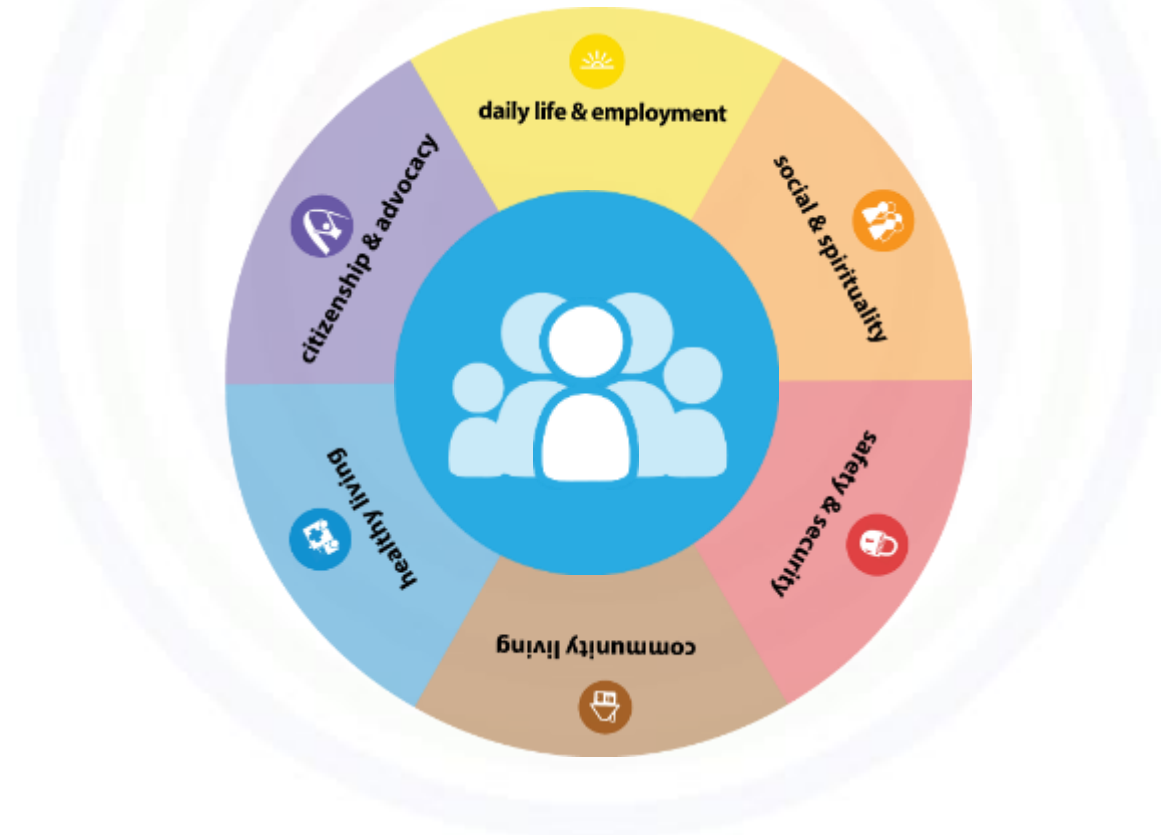 daily life & employment
social & spirituality
safety & security
community living
healthy living
citizenship & advocacy